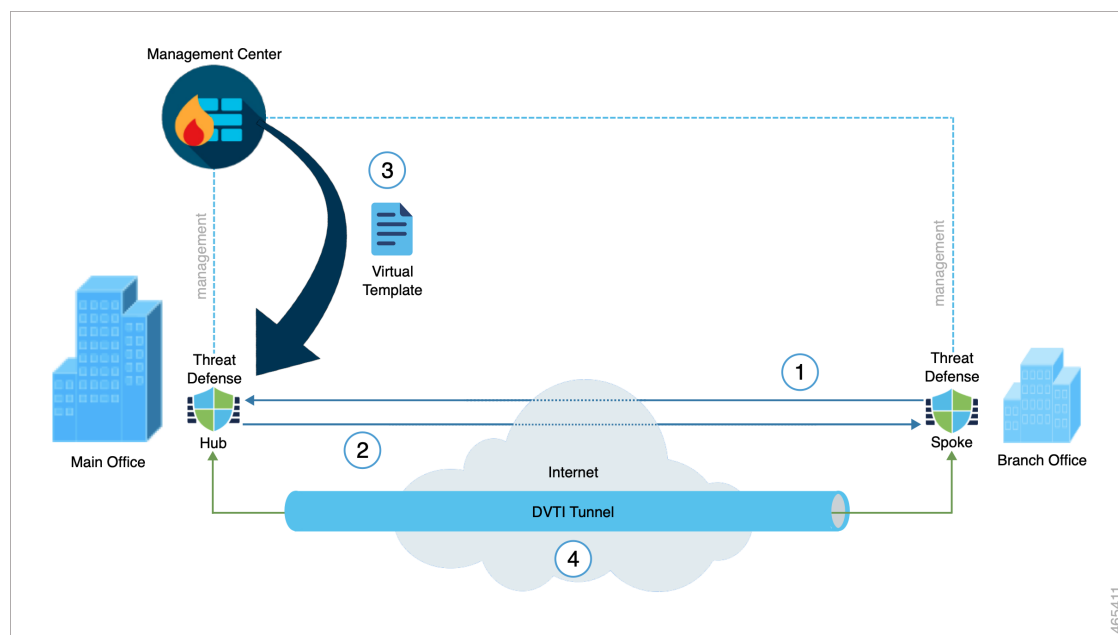 Management Center
3
management
Virtual
Template
management
Threat
Defense
Threat
Defense
1
Hub
2
Spoke
Main Office
Branch Office
Internet
DVTI Tunnel
4
465411